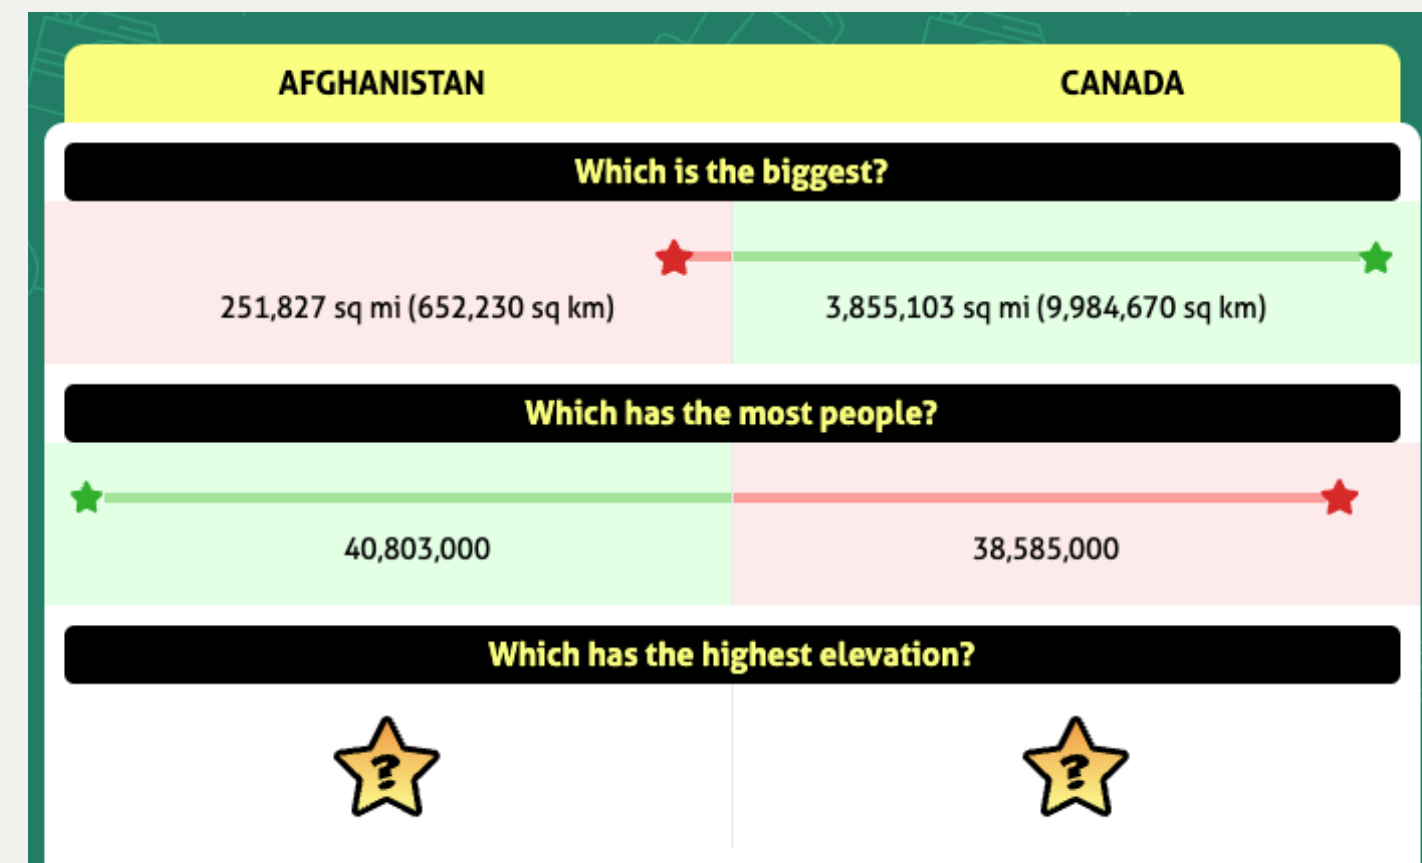 AFGHANISTAN CANADA
Which is the biggest?
251,827 sq mi (652,230 sq km) 3,855,103 sq mi (9,984,670 sq km)
Which has the most people?
40,803,000 38,585,000
Which has the highest elevation?
? ?